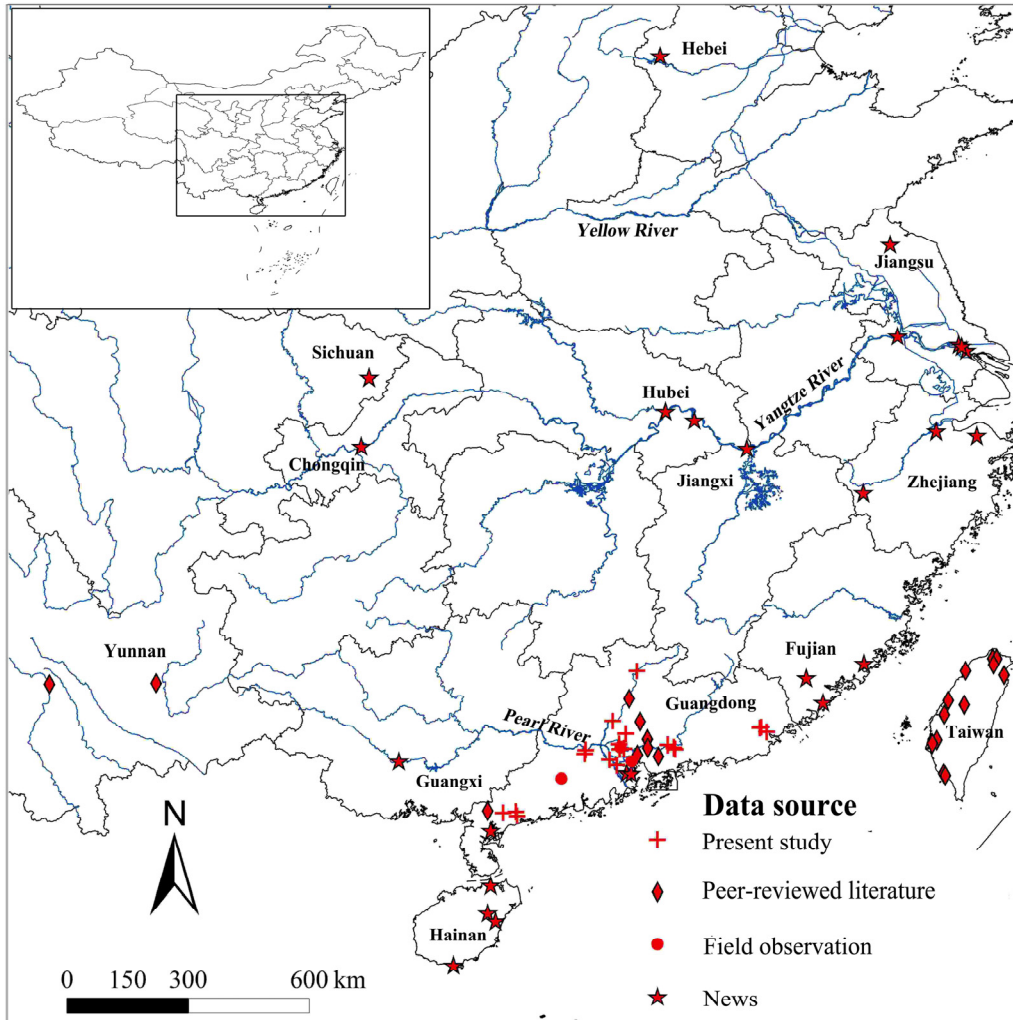 Hebei
Yellow River
Jiangsu
Sichuan
Hubei
Yangtze River
Chongqin
Jiangxi
Zhejiang
Yunnan
Fujian
Guangdong
Pearl River
Taiwan
Guangxi
N
Hainan
Data source
Present study
Peer-reviewed literature
Field observation
News
0 150 300 600 km